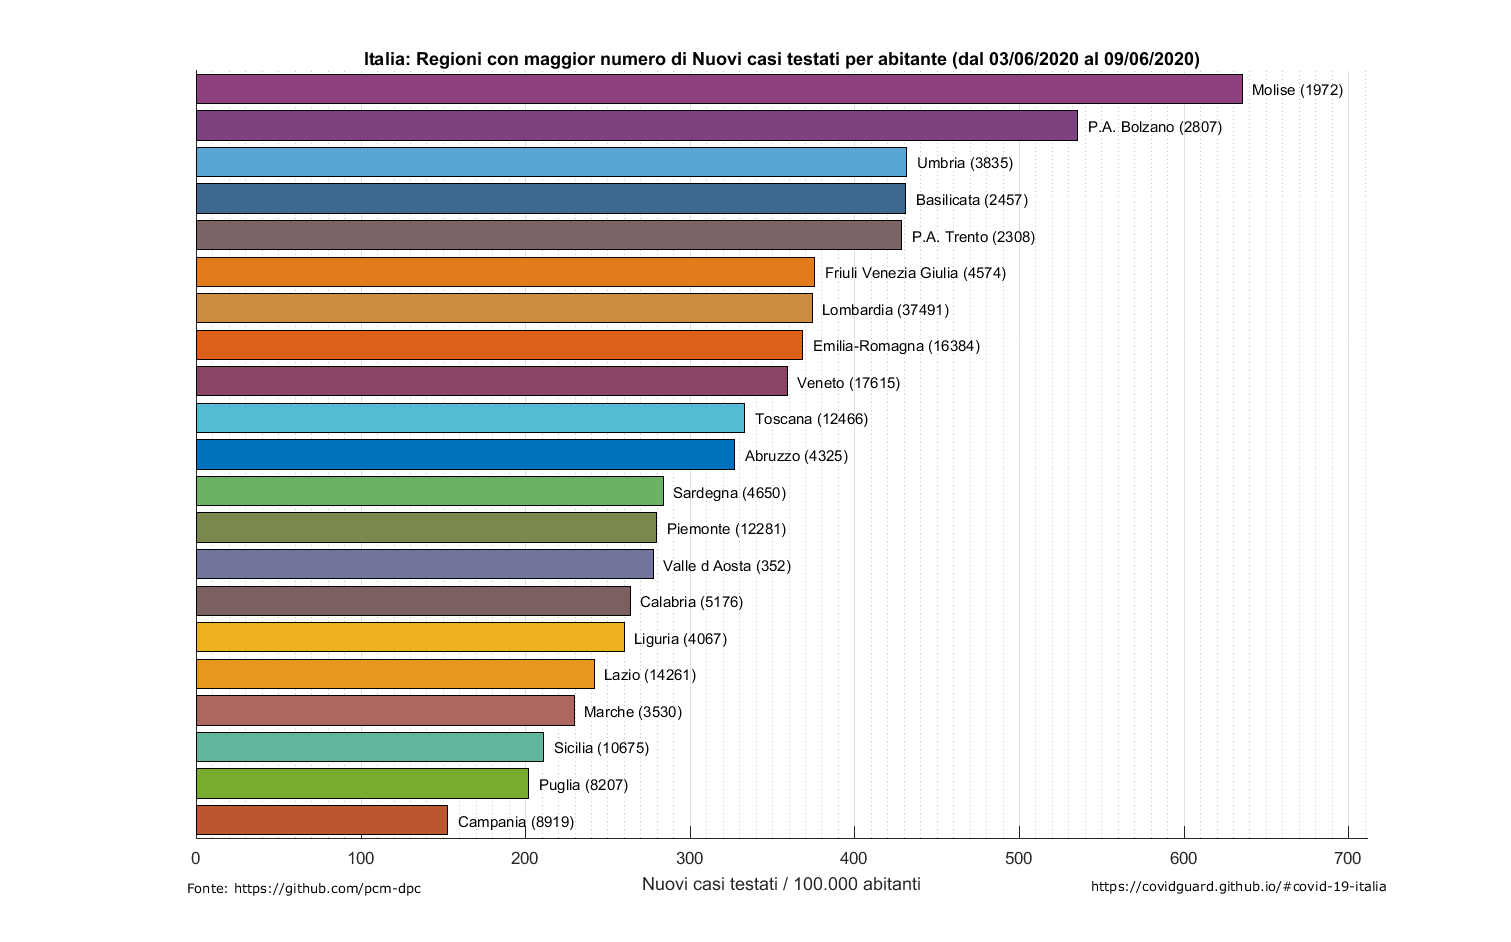 Italia: Regioni con maggior numero di Nuovi casi testati per abitante (dal 03/06/2020 al 09/06/2020)
Molise (1972)
P.A. Bolzano (2807)
Umbria (3835)
Basilicata (2457)
P.A. Trento (2308)
Friuli Venezia Giulia (4574)
Lombardia (37491)
Emilia-Romagna (16384)
Veneto (17615)
Toscana (12466)
Abruzzo (4325)
Sardegna (4650)
Piemonte (12281)
Valle d Aosta (352)
Calabria (5176)
Liguria (4067)
Lazio (14261)
Marche (3530)
Sicilia (10675)
Puglia (8207)
Campania (8919)
0 100 200 300 400 500 600 700
Nuovi casi testati / 100.000 abitanti
Fonte: https://github.com/pcm-dpc
https://covidguard.github.io/#covid-19-italia